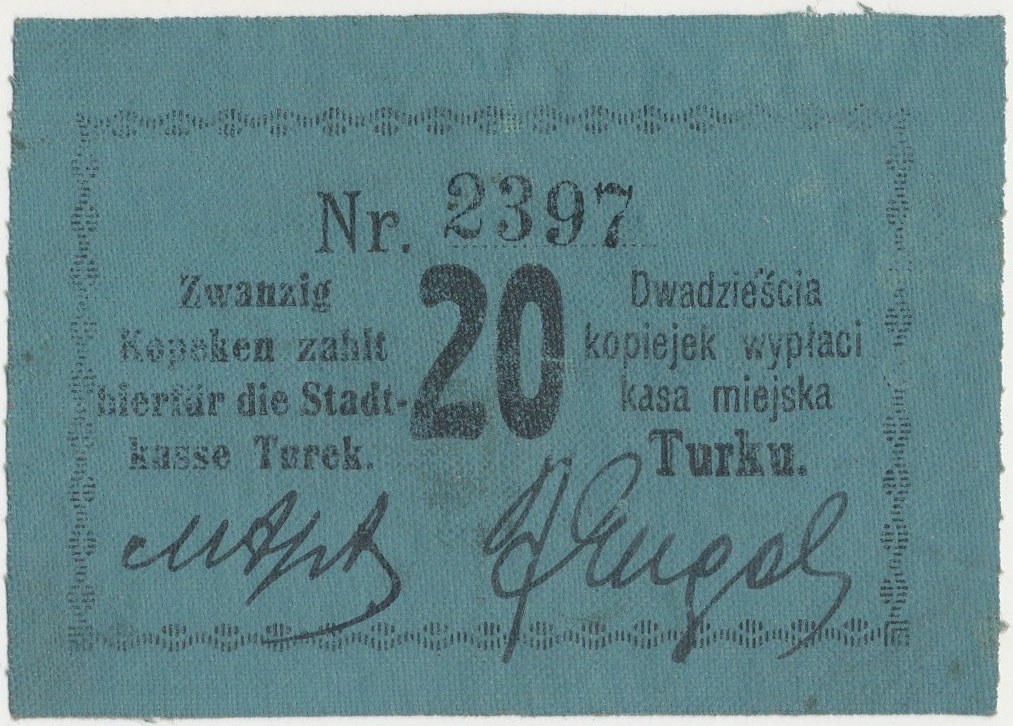 Nr. 2397
20
Zwanzig
Kopeken zahlt
hierfür die Stadt-
kasse Turek.
Dwadzieścia
kopiejek wypłaci
kasa miejska
Turku.